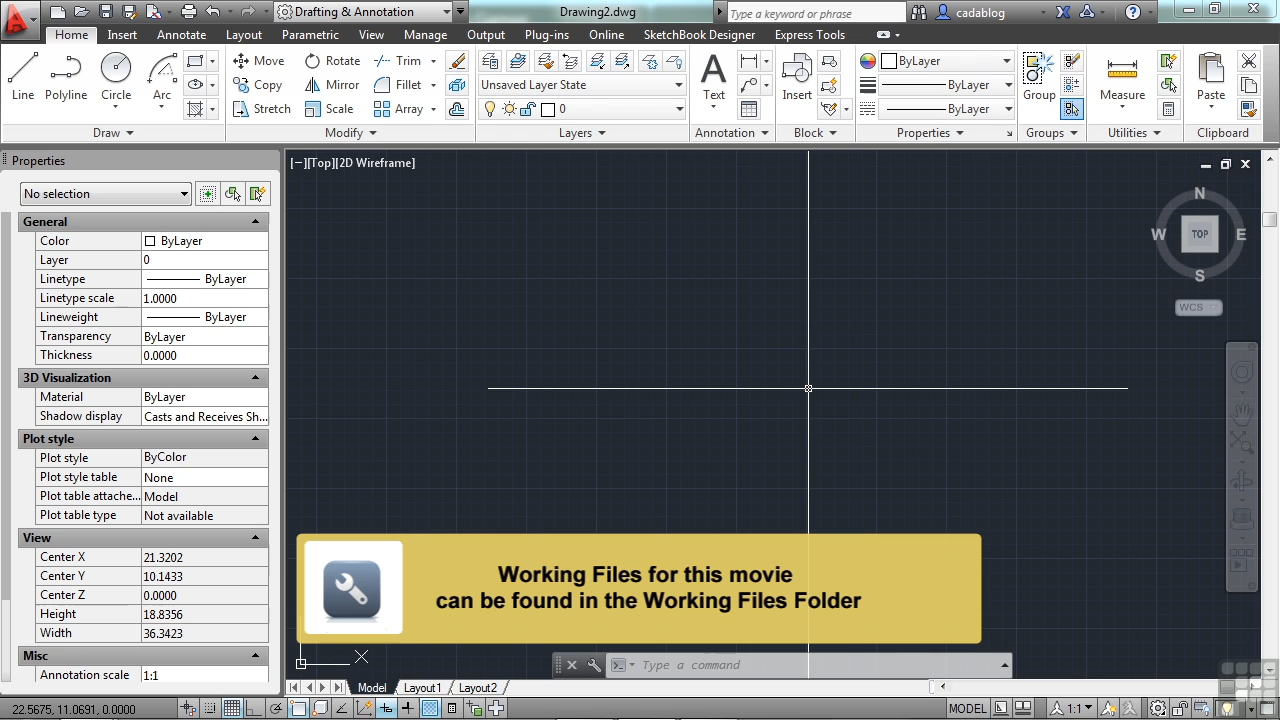 Drafting & Annotation
Drawing2.dwg
Type a keyword or phrase
cadablog
Home
Insert
Annotate
Layout
Parametric
View
Manage
Output
Plug-ins
Online
SketchBook Designer
Express Tools
Line
Polyline
Circle
Arc
Draw
Move
Rotate
Trim
Copy
Mirror
Fillet
Stretch
Scale
Array
Modify
Unsaved Layer State
0
Layers
Text
Annotation
Insert
Block
ByLayer
ByLayer
ByLayer
Properties
Group
Groups
Measure
Utilities
Paste
Clipboard
Properties
No selection
General
Color ByLayer
Layer 0
Linetype ByLayer
Linetype scale 1.0000
Lineweight ByLayer
Transparency ByLayer
Thickness 0.0000
3D Visualization
Material ByLayer
Shadow display Casts and Receives Sh...
Plot style
Plot style ByColor
Plot style table None
Plot table attache... Model
Plot table type Not available
View
Center X 21.3202
Center Y 10.1433
Center Z 0.0000
Height 18.8356
Width 36.3423
Misc
Annotation scale 1:1
[−][Top][2D Wireframe]
N
W TOP E
S
WCS
Working Files for this movie
can be found in the Working Files Folder
X
Type a command
Model Layout1 Layout2
22.5675, 11.0691, 0.0000
MODEL
1:1